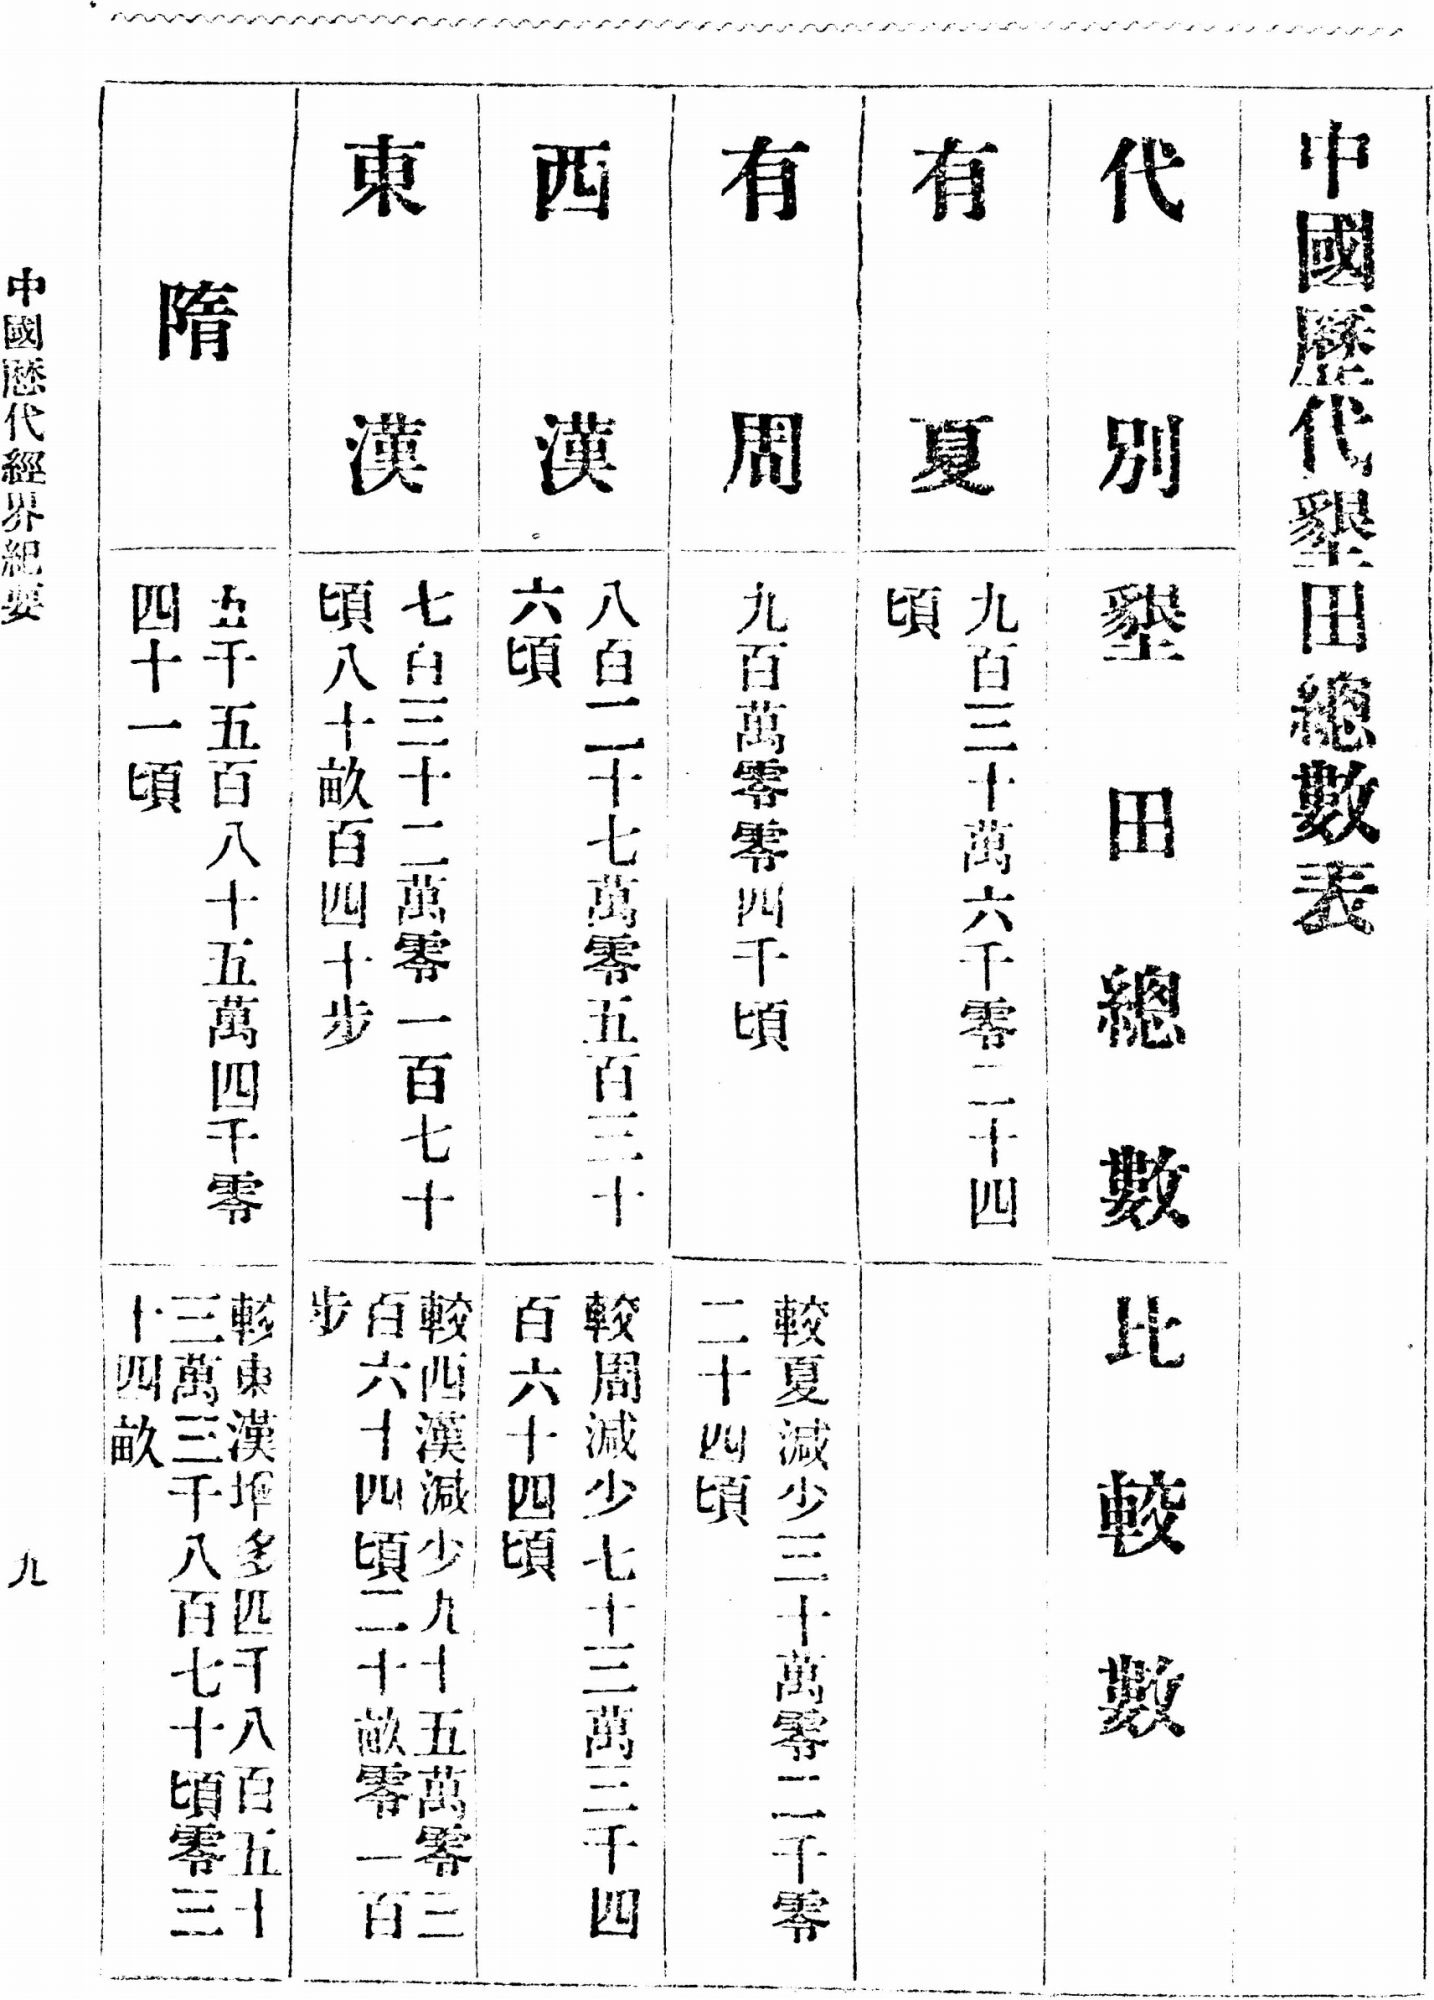 中國歷代墾田總數表
代別
墾田總數
比較數
有夏
九百三十萬六千零二十四
頃
有周
九百萬零零四千頃
較夏減少三十萬零二千零
二十四頃
西漢
八百二十七萬零五百三十
六頃
較周減少七十三萬三千四
百六十四頃
東漢
七百三十二萬零一百七十
頃八十畝百四十步
較西漢減少九十五萬零三
百六十四頃二十畝零一百
步
隋
五千五百八十五萬四千零
四十一頃
較東漢增多四千八百五十
三萬三千八百七十頃零三
十四畝
中國歷代經界紀要
九